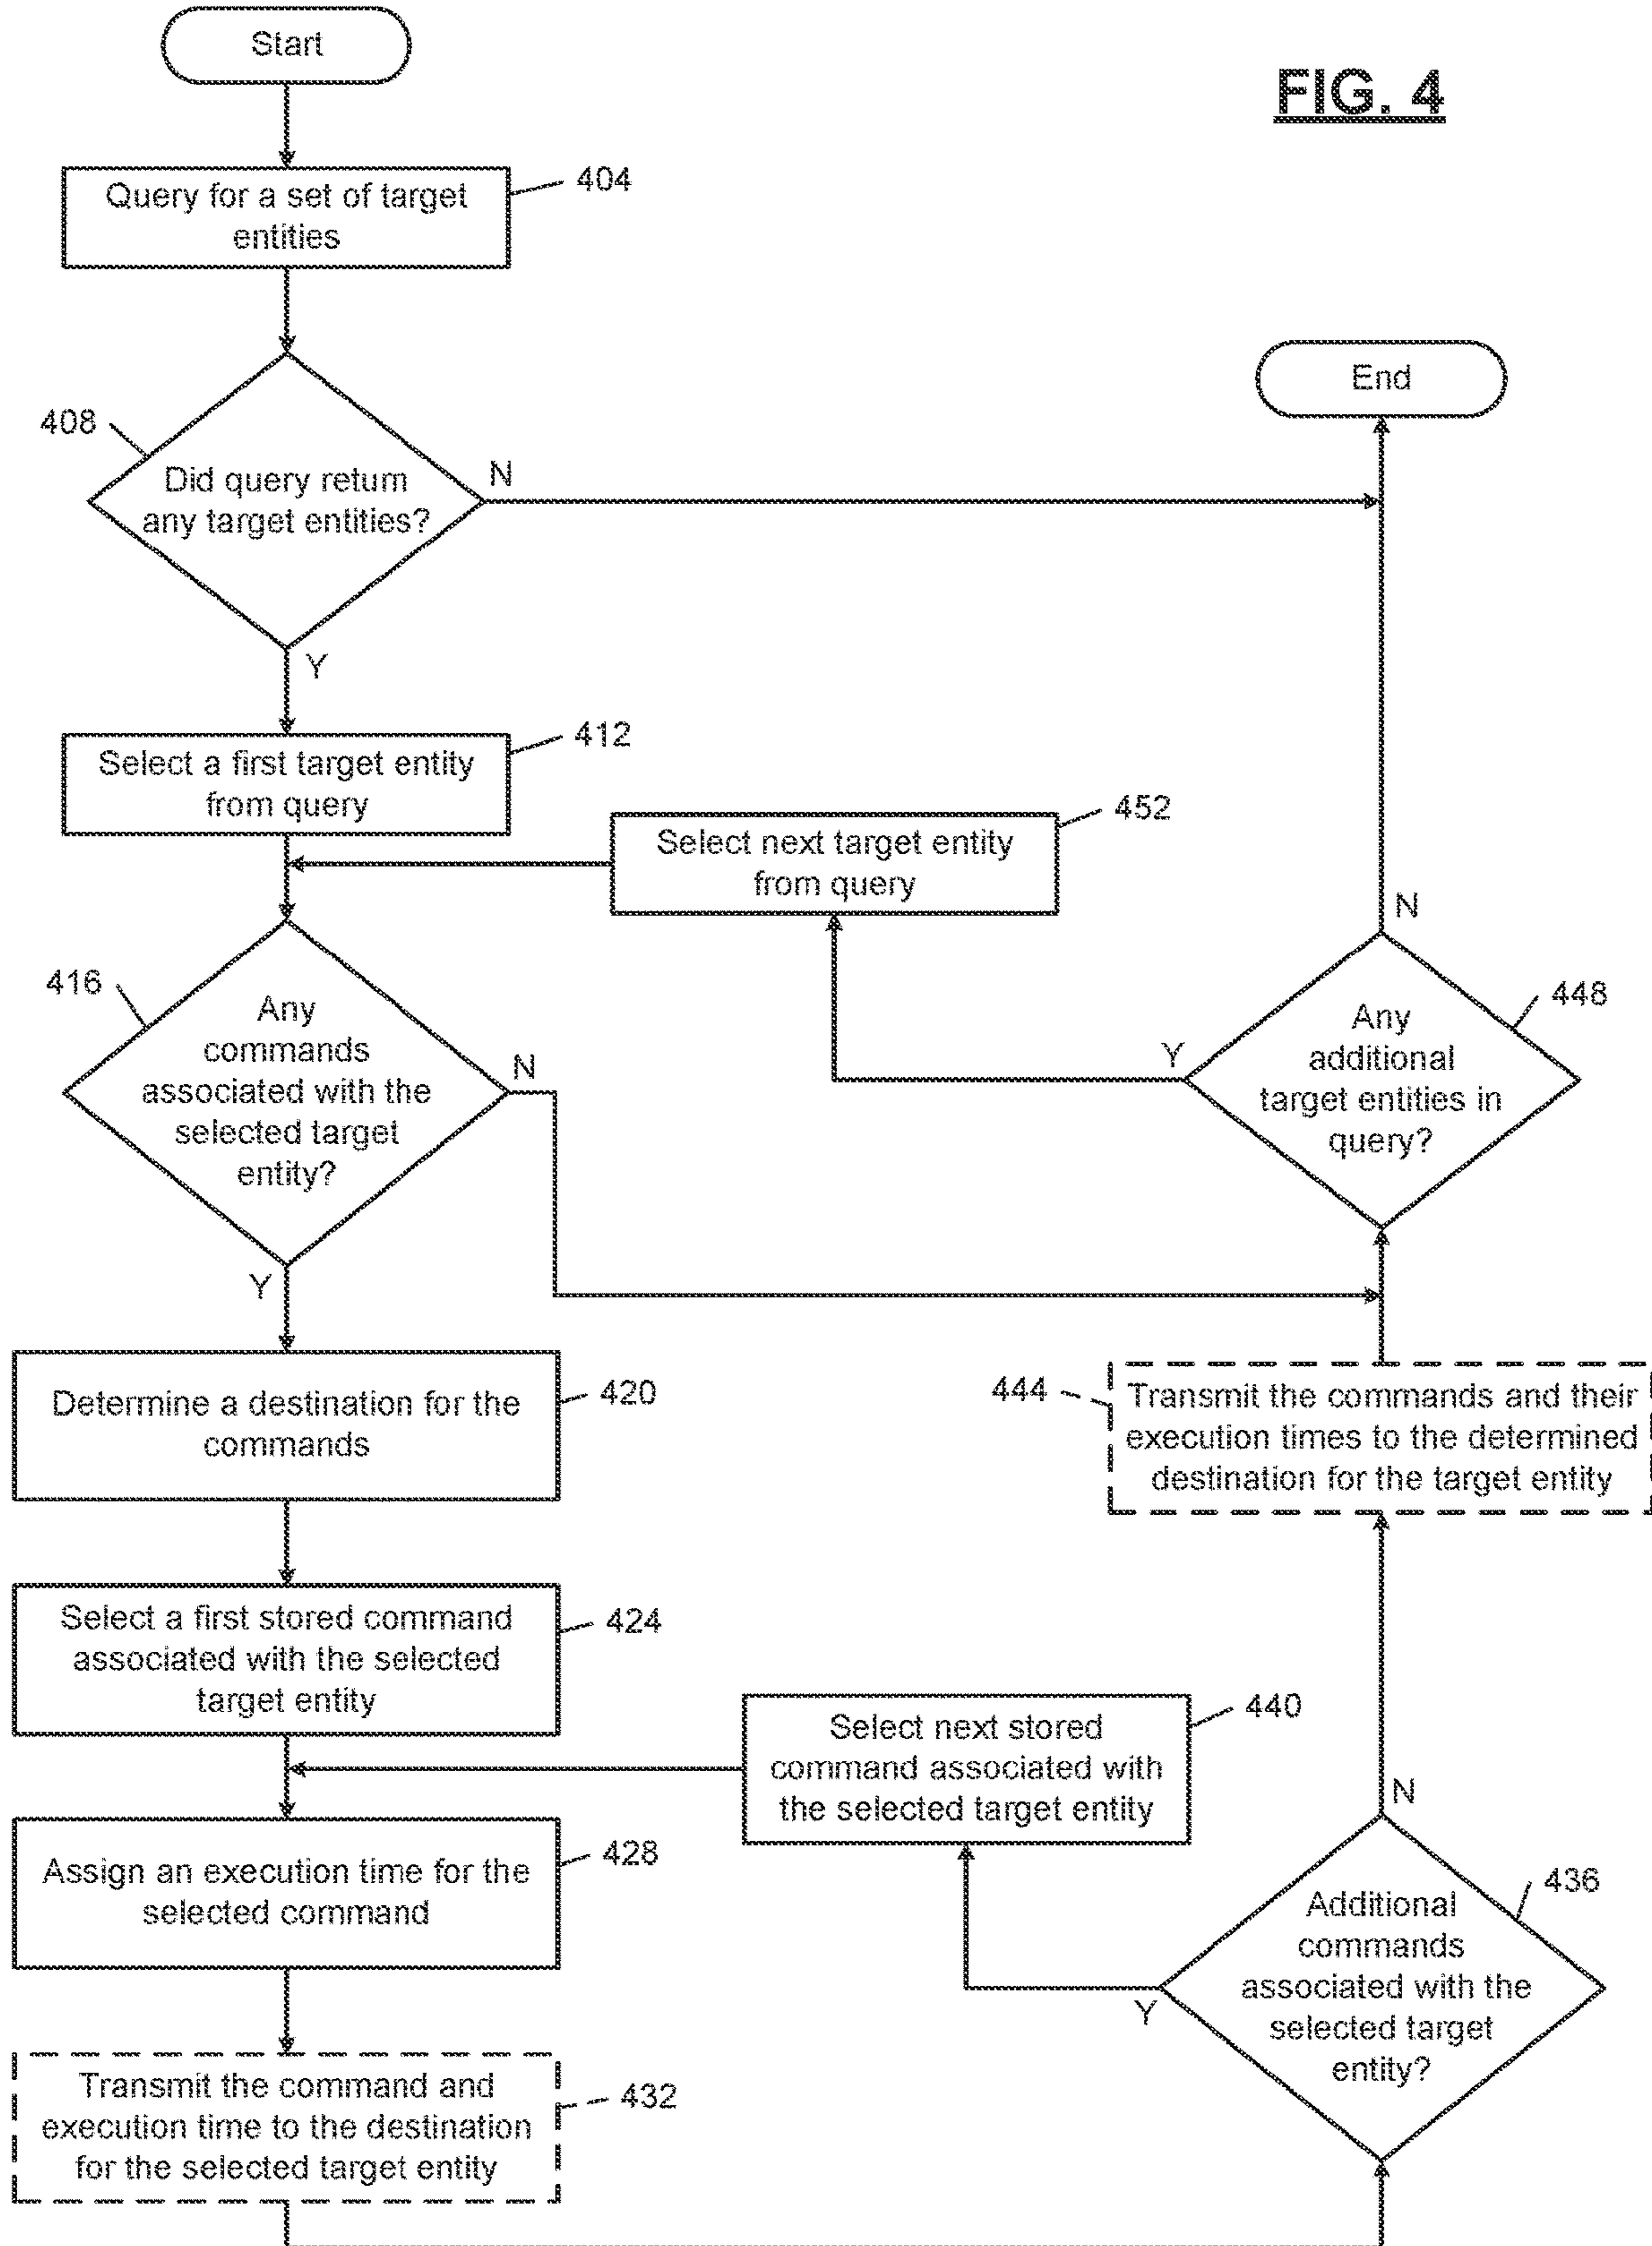 Start
FIG. 4
Query for a set of target
entities
404
End
408
Did query return
any target entities?
N
Y
Select a first target entity
from query
412
Select next target entity
from query
452
N
416
Any
commands
associated with the
selected target
entity?
N
Y
Any
additional
target entities in
query?
448
Y
Determine a destination for the
commands
420
444
Transmit the commands and their
execution times to the determined
destination for the target entity
Select a first stored command
associated with the selected
target entity
424
Select next stored
command associated with
the selected target entity
440
N
Assign an execution time for the
selected command
428
Additional
commands
associated with the
selected target
entity?
436
Y
Transmit the command and
execution time to the destination
for the selected target entity
432